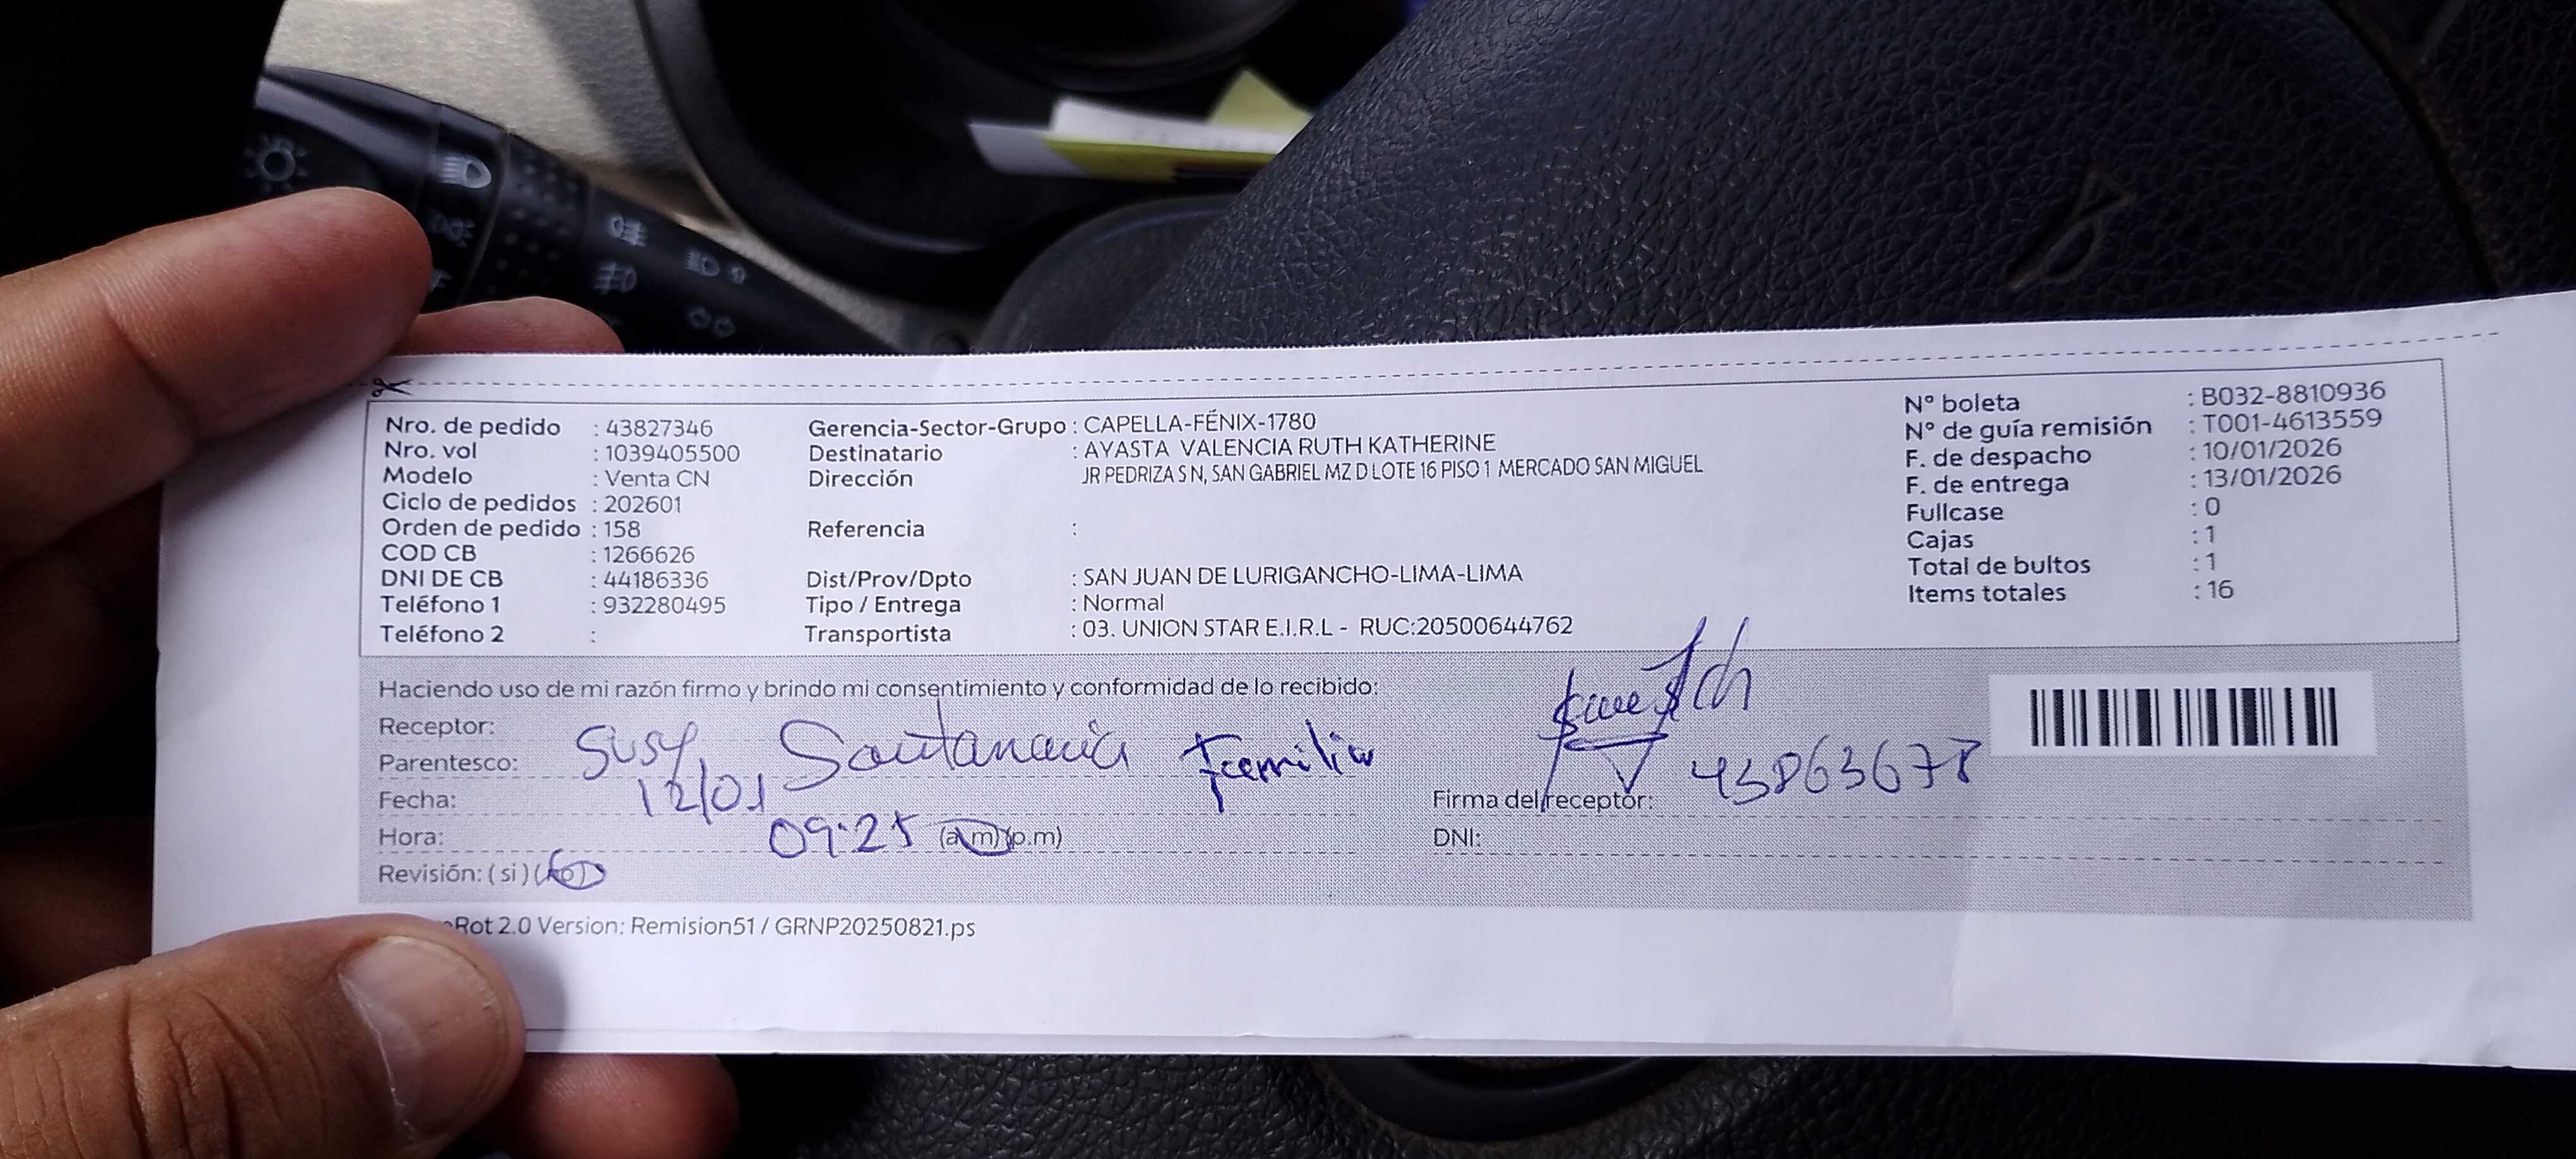 Nro. de pedido : 43827346
Nro. vol : 1039405500
Modelo : Venta CN
Ciclo de pedidos : 202601
Orden de pedido : 158
COD CB : 1266626
DNI DE CB : 44186336
Teléfono 1 : 932280495
Teléfono 2 :
Gerencia-Sector-Grupo : CAPELLA-FÉNIX-1780
Destinatario : AYASTA VALENCIA RUTH KATHERINE
Dirección JR PEDRIZA S N, SAN GABRIEL MZ D LOTE 16 PISO 1 MERCADO SAN MIGUEL
Referencia :
Dist/Prov/Dpto : SAN JUAN DE LURIGANCHO-LIMA-LIMA
Tipo / Entrega : Normal
Transportista : 03. UNION STAR E.I.R.L - RUC:20500644762
N° boleta : B032-8810936
N° de guía remisión : T001-4613559
F. de despacho : 10/01/2026
F. de entrega : 13/01/2026
Fullcase : 0
Cajas : 1
Total de bultos : 1
Items totales : 16
Haciendo uso de mi razón firmo y brindo mi consentimiento y conformidad de lo recibido:
Receptor: Susy Santamaria
Parentesco: Familia
Fecha: 12/01
Hora: 09:25 (a.m) (p.m)
Revisión: ( si ) (no)
Firma del receptor:
43863678
DNI:
Rot 2.0 Version: Remision51 / GRNP20250821.ps